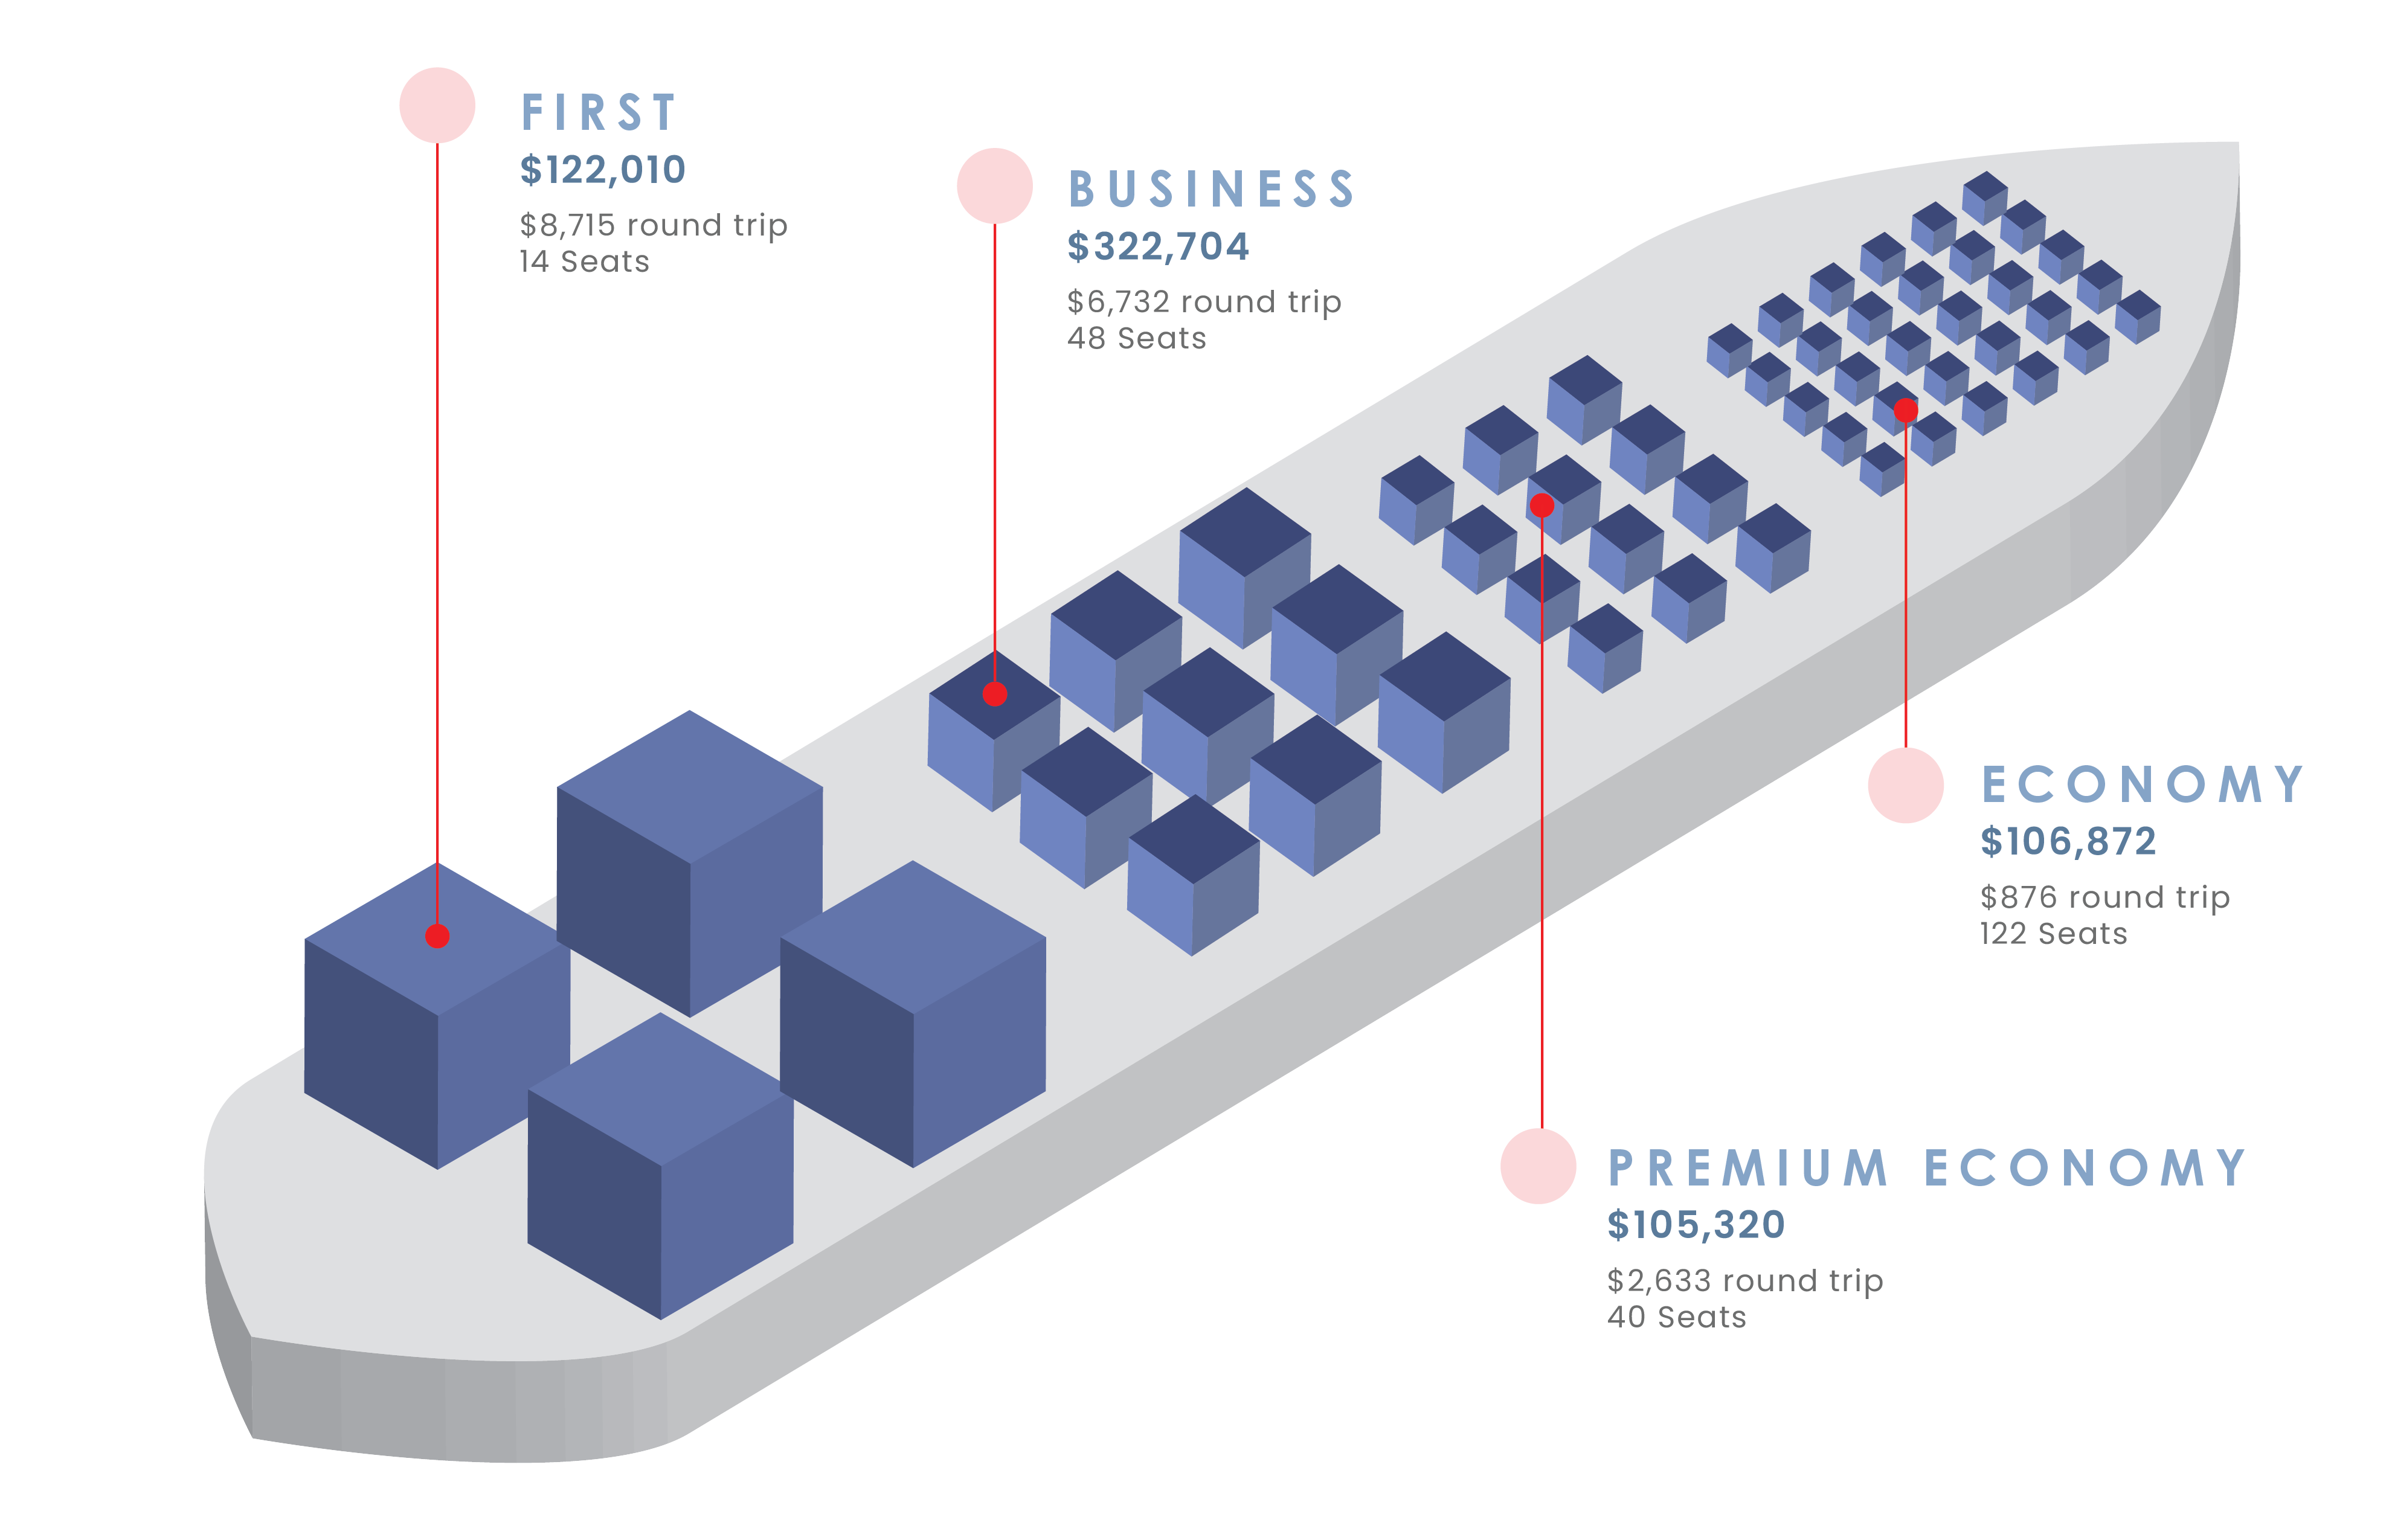 FIRST
$122,010
$8,715 round trip
14 Seats
BUSINESS
$322,704
$6,732 round trip
48 Seats
ECONOMY
$106,872
$876 round trip
122 Seats
PREMIUM ECONOMY
$105,320
$2,633 round trip
40 Seats